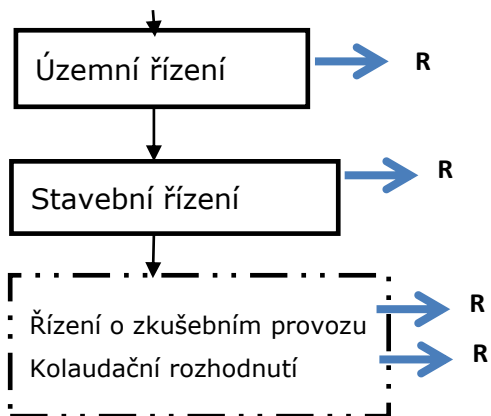 Územní řízení
R
Stavební řízení
R
Řízení o zkušebním provozu
R
Kolaudační rozhodnutí
R